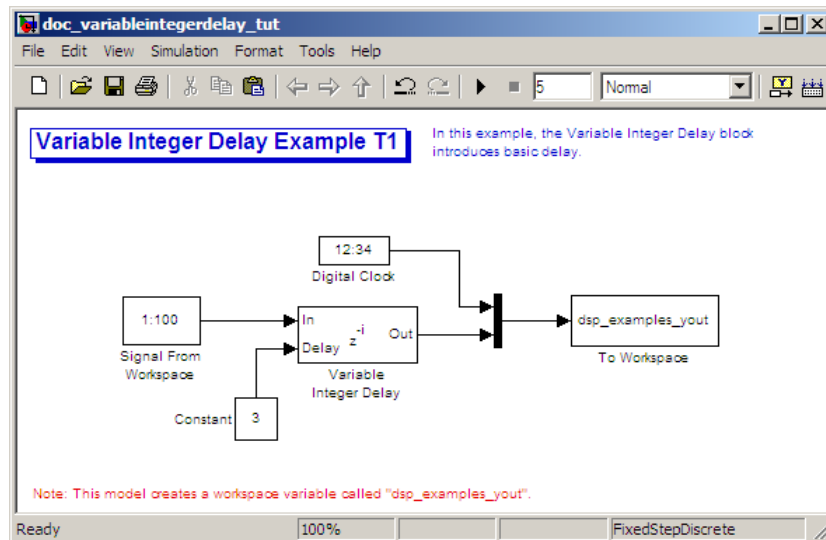 doc_variableintegerdelay_tut
File Edit View Simulation Format Tools Help
5 Normal
Variable Integer Delay Example T1
In this example, the Variable Integer Delay block
introduces basic delay.
12:34
Digital Clock
1:100
Signal From
Workspace
In
Delay
z
-i
Out
Variable
Integer Delay
dsp_examples_yout
To Workspace
Constant
3
Note: This model creates a workspace variable called "dsp_examples_yout".
Ready 100% FixedStepDiscrete